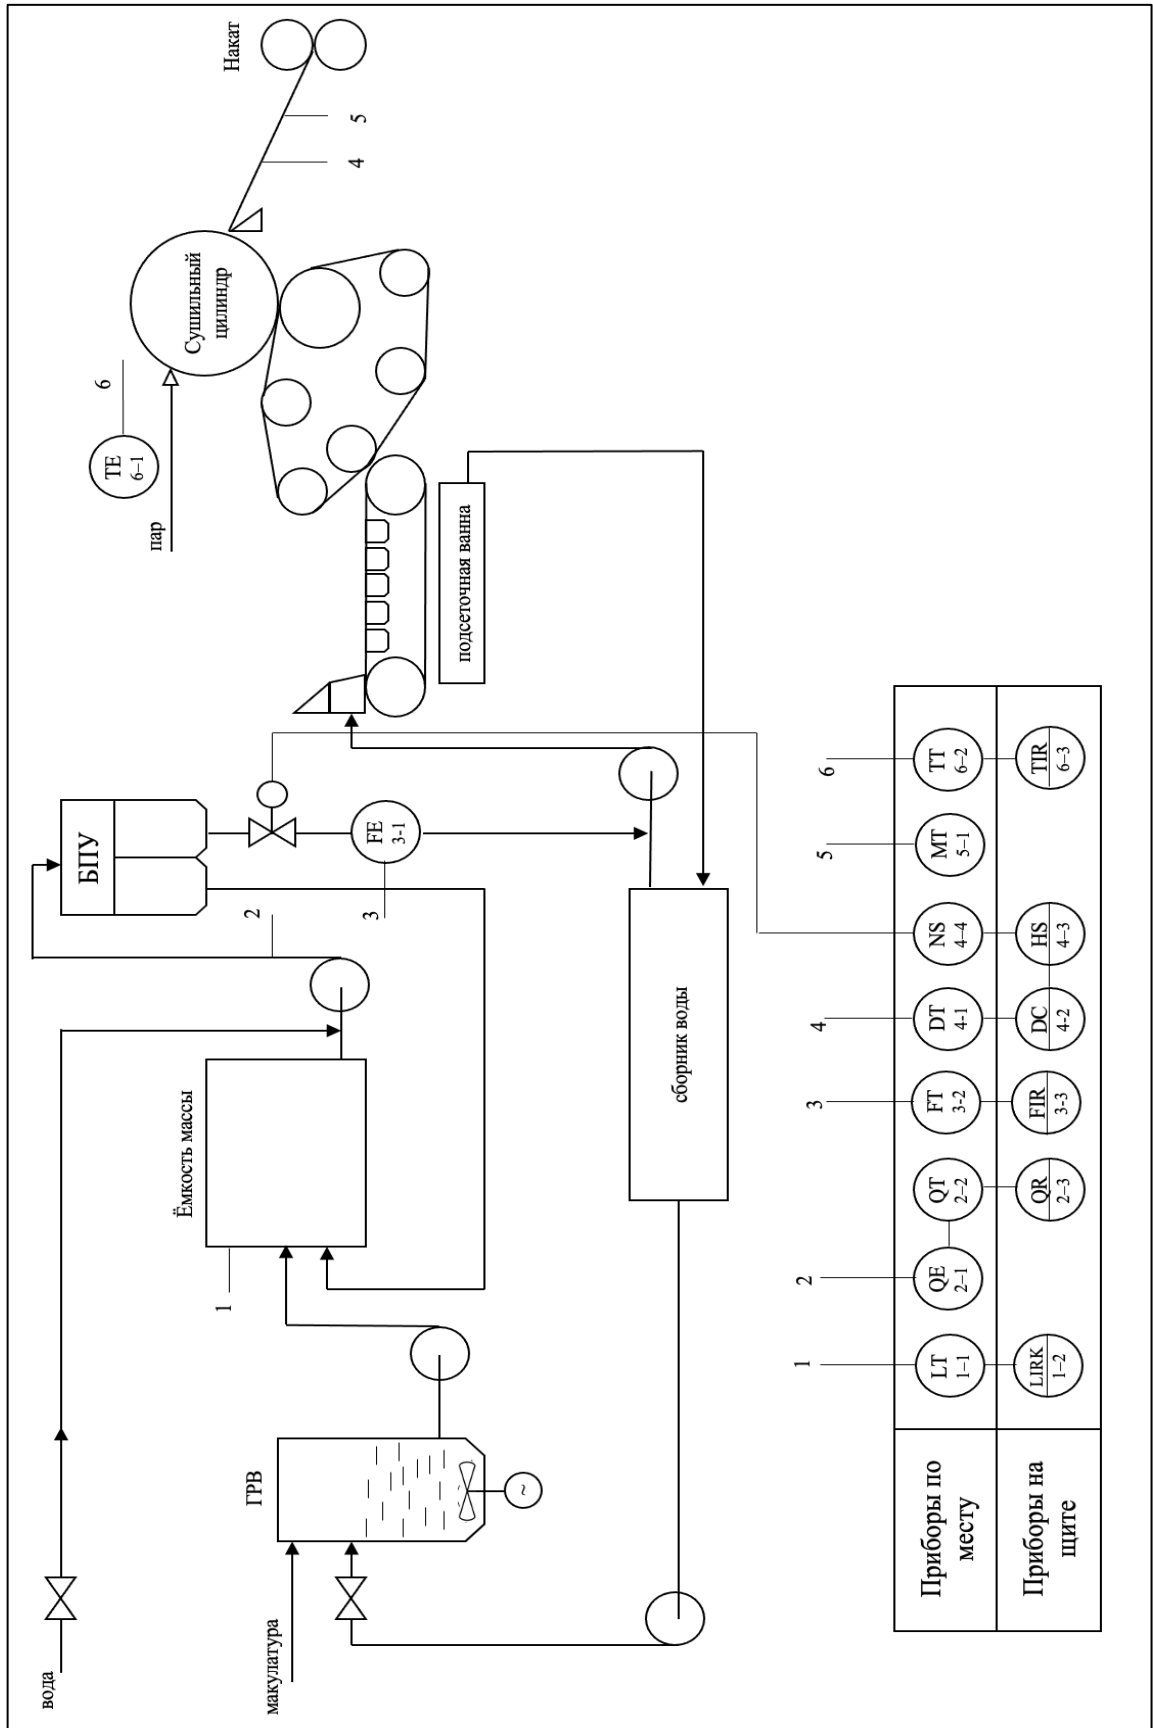 вода
макулатура
ГРВ
~
Ёмкость массы
1
2
БПУ
FE
3-1
3
пар
TE
6–1
6
Сушильный
цилиндр
Накат
4
5
подсеточная ванна
сборник воды
1
2
3
4
5
6
Приборы по
месту
LT
1–1
QE
2–1
QT
2–2
FT
3-2
DT
4-1
NS
4–4
MT
5–1
TT
6–2
Приборы на
щите
LIRK
1–2
QR
2–3
FIR
3-3
DC
4-2
HS
4–3
TIR
6–3